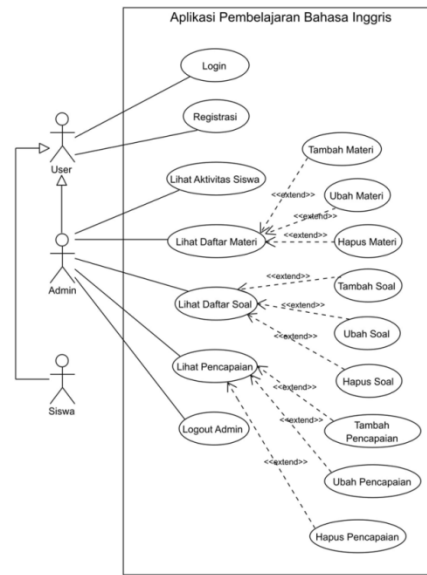 Aplikasi Pembelajaran Bahasa Inggris
Login
Registrasi
User
Tambah Materi
Lihat Aktivitas Siswa
<<extend>>
Ubah Materi
<<extend>>
Lihat Daftar Materi
<<extend>>
Hapus Materi
Admin
<<extend>>
Tambah Soal
Lihat Daftar Soal
<<extend>>
Ubah Soal
Lihat Pencapaian
<<extend>>
Hapus Soal
Siswa
<<extend>>
Tambah
Pencapaian
Logout Admin
<<extend>>
Ubah Pencapaian
<<extend>>
Hapus Pencapaian